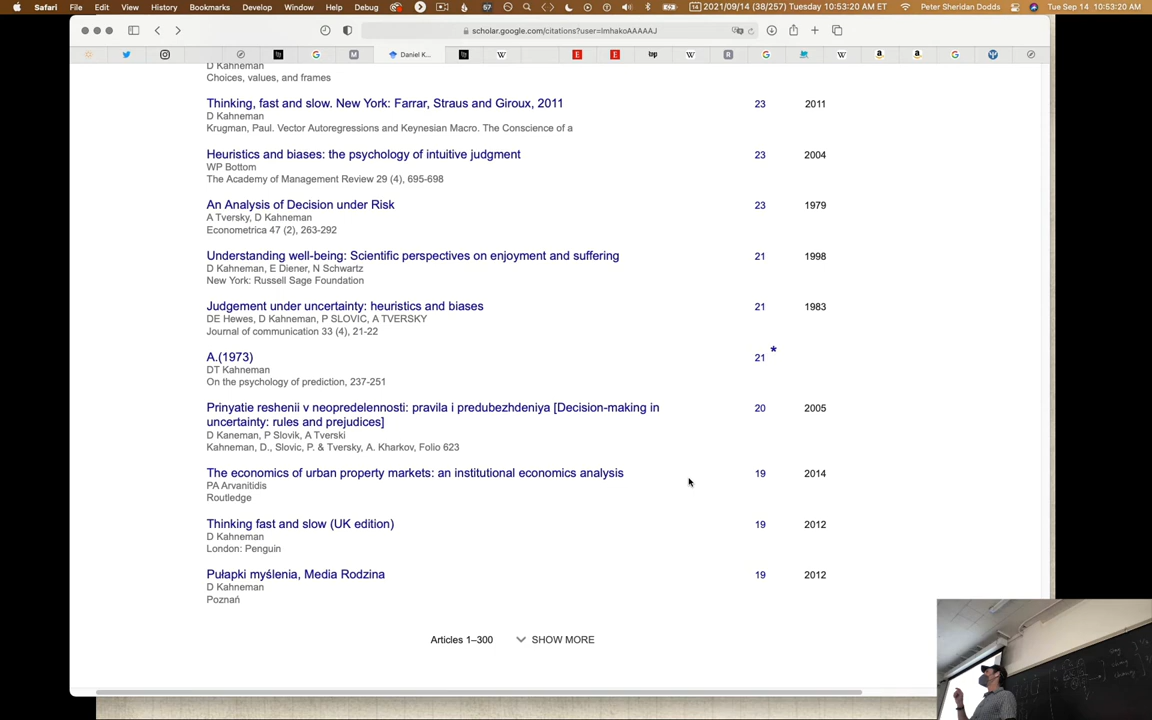 Safari File Edit View History Bookmarks Develop Window Help Debug 57 14 2021/09/14 (38/257) Tuesday 10:53:20 AM ET Peter Sheridan Dodds Tue Sep 14 10:53:20 AM
scholar.google.com/citations?user=ImhakoAAAAAJ
Daniel K...
D Kahneman
Choices, values, and frames
Thinking, fast and slow. New York: Farrar, Straus and Giroux, 2011 23 2011
D Kahneman
Krugman, Paul. Vector Autoregressions and Keynesian Macro. The Conscience of a
Heuristics and biases: the psychology of intuitive judgment 23 2004
WP Bottom
The Academy of Management Review 29 (4), 695-698
An Analysis of Decision under Risk 23 1979
A Tversky, D Kahneman
Econometrica 47 (2), 263-292
Understanding well-being: Scientific perspectives on enjoyment and suffering 21 1998
D Kahneman, E Diener, N Schwartz
New York: Russell Sage Foundation
Judgement under uncertainty: heuristics and biases 21 1983
DE Hewes, D Kahneman, P SLOVIC, A TVERSKY
Journal of communication 33 (4), 21-22
A.(1973) 21 *
DT Kahneman
On the psychology of prediction, 237-251
Prinyatie reshenii v neopredelennosti: pravila i predubezhdeniya [Decision-making in 20 2005
uncertainty: rules and prejudices]
D Kaneman, P Slovik, A Tverski
Kahneman, D., Slovic, P. & Tversky, A. Kharkov, Folio 623
The economics of urban property markets: an institutional economics analysis 19 2014
PA Arvanitidis
Routledge
Thinking fast and slow (UK edition) 19 2012
D Kahneman
London: Penguin
Pułapki myślenia, Media Rodzina 19 2012
D Kahneman
Poznań
Articles 1–300 SHOW MORE